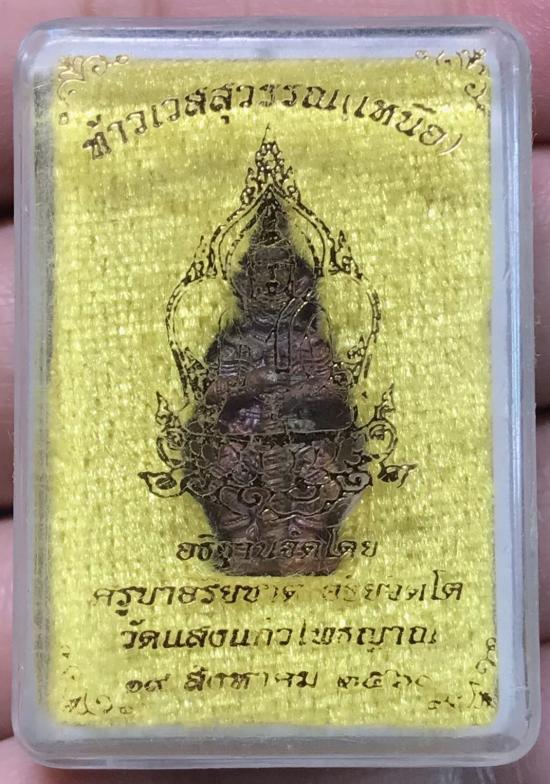 ท้าวเวสสุวรรณ(เหนือ)
อธิฐานจิตโดย
ครูบาอริยชาติ อริยจิตโต
วัดแสงแก้วโพธิญาณ
๑๙ สิงหาคม